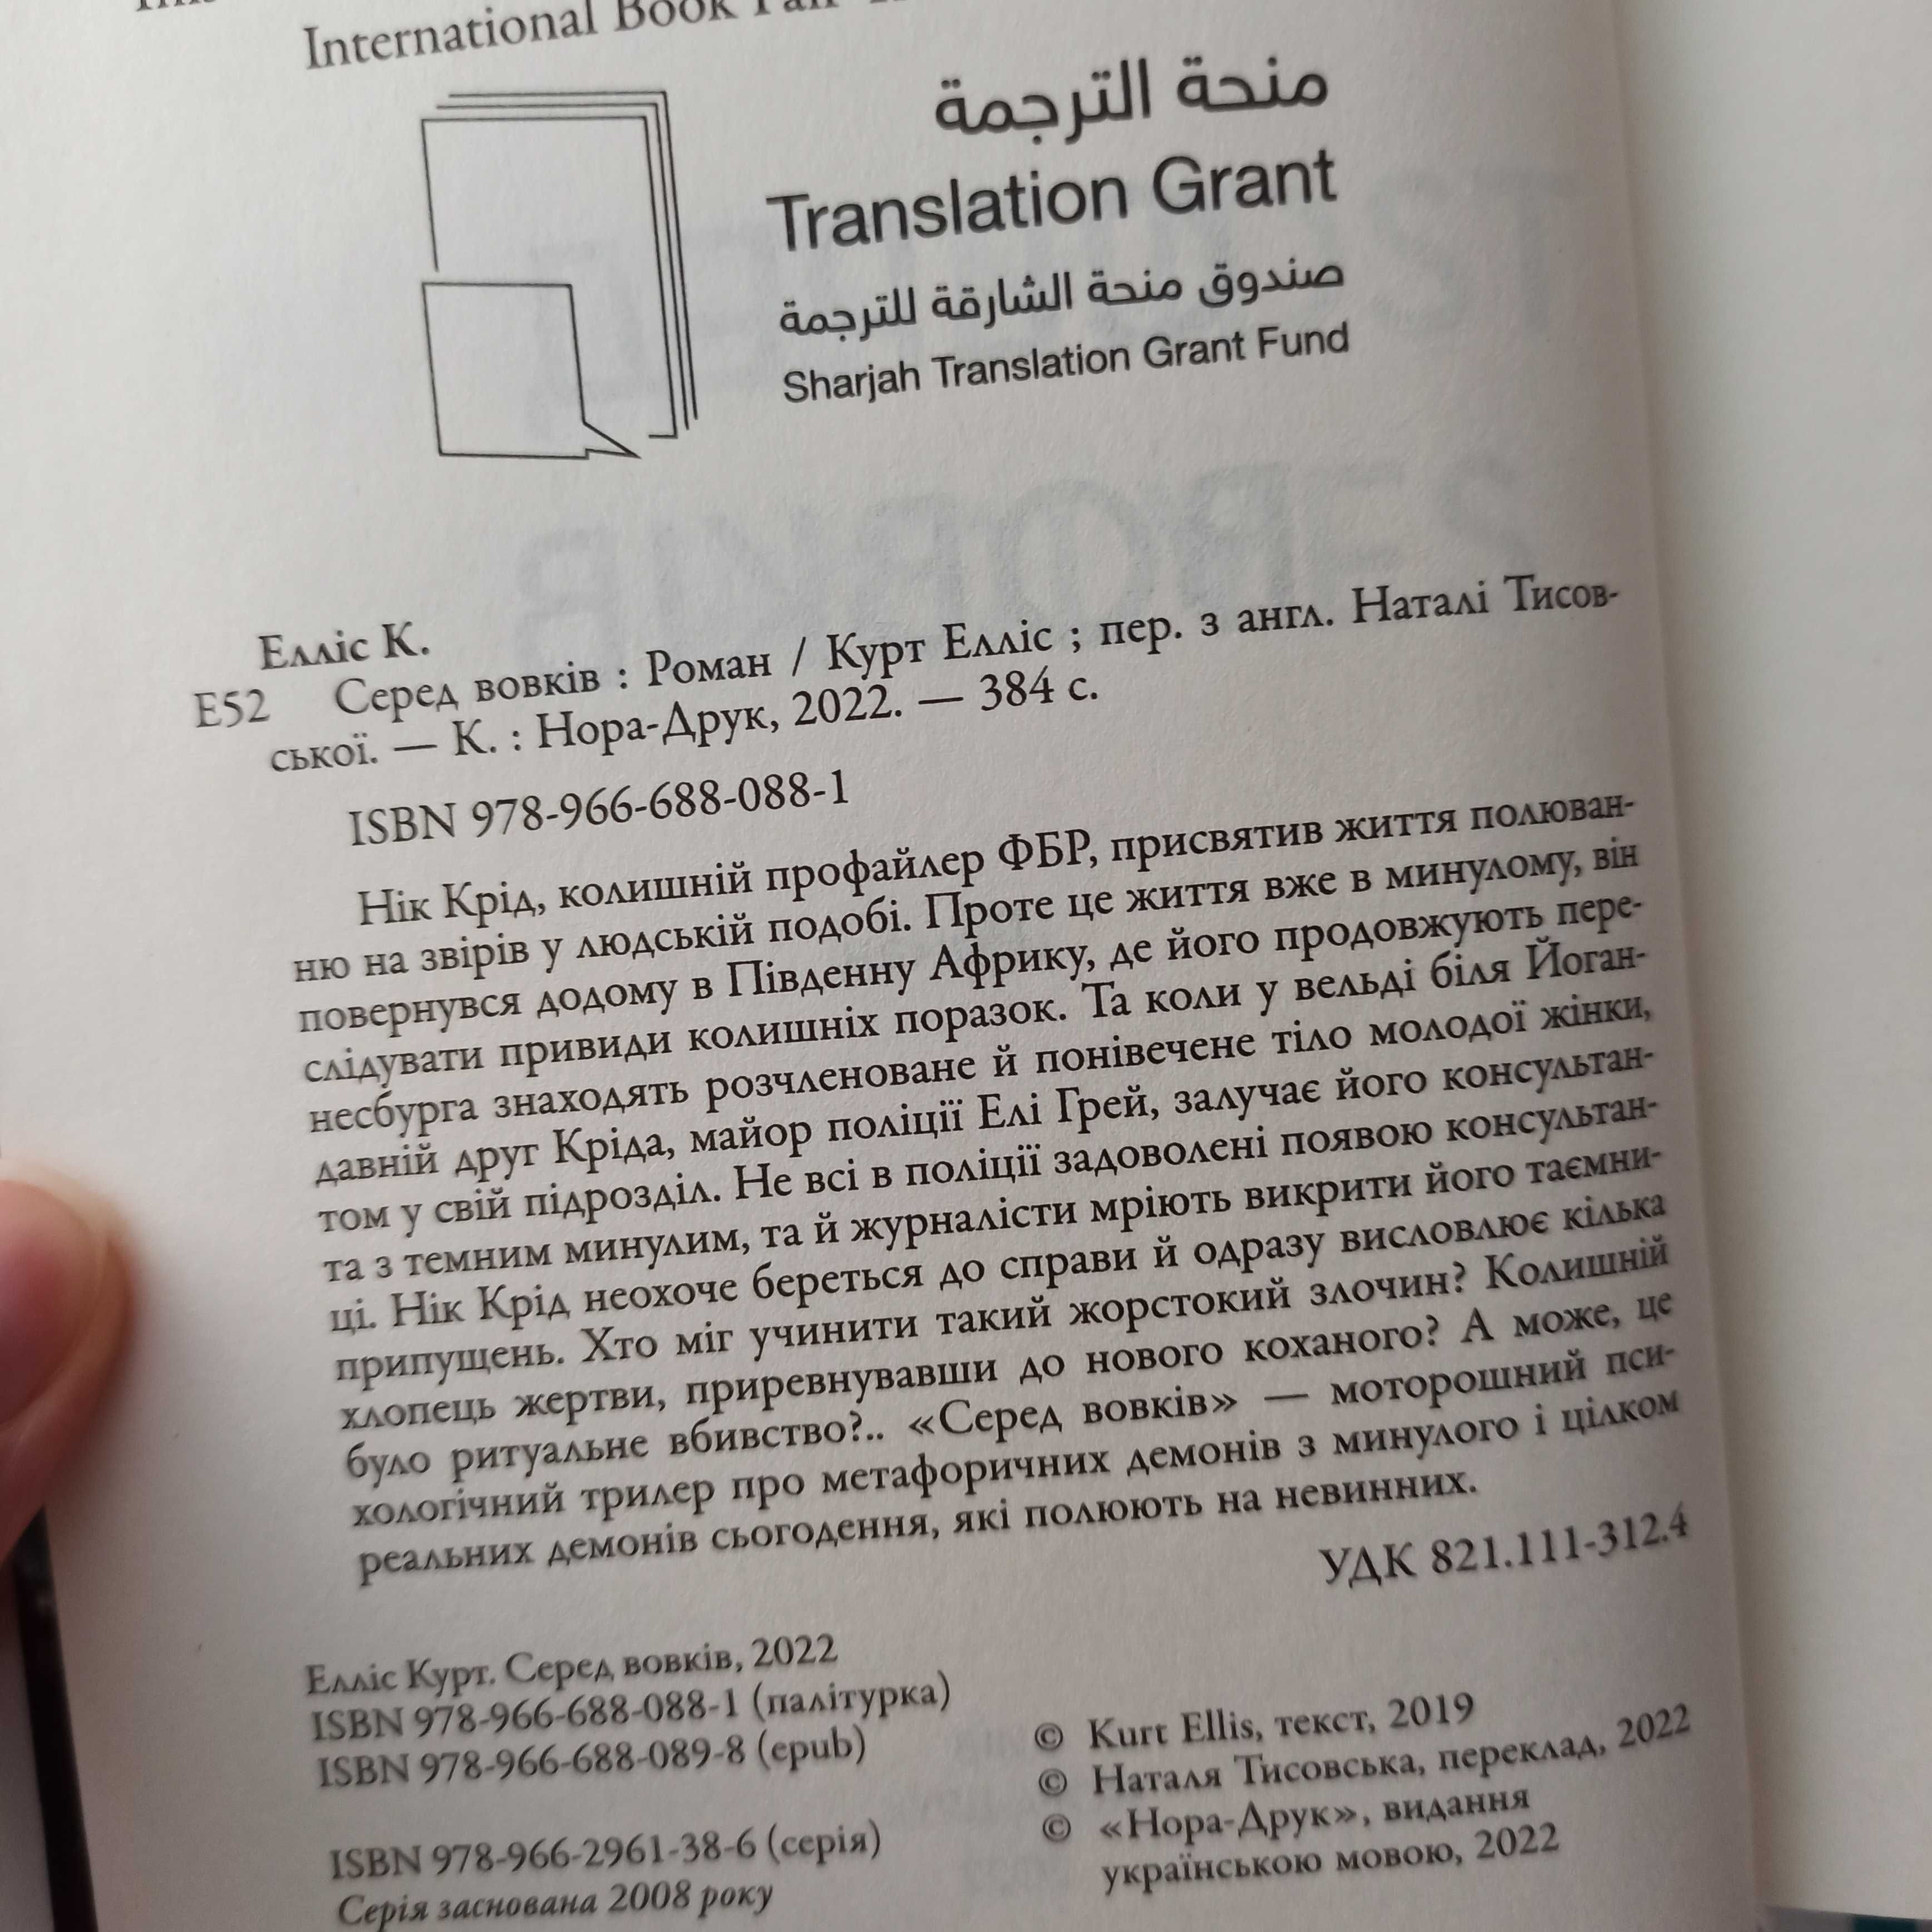 International Book Fair
منحة الترجمة
Translation Grant
صندوق منحة الشارقة للترجمة
Sharjah Translation Grant Fund
Елліс К.
Е52 Серед вовків : Роман / Курт Елліс ; пер. з англ. Наталі Тисов-
ської. — К. : Нора-Друк, 2022. — 384 с.
ISBN 978-966-688-088-1
Нік Крід, колишній профайлер ФБР, присвятив життя полюван-
ню на звірів у людській подобі. Проте це життя вже в минулому, він
повернувся додому в Південну Африку, де його продовжують пере-
слідувати привиди колишніх поразок. Та коли у вельді біля Йоган-
несбурга знаходять розчленоване й понівечене тіло молодої жінки,
давній друг Кріда, майор поліції Елі Грей, залучає його консультан-
том у свій підрозділ. Не всі в поліції задоволені появою консультан-
та з темним минулим, та й журналісти мріють викрити його таємни-
ці. Нік Крід неохоче береться до справи й одразу висловлює кілька
припущень. Хто міг учинити такий жорстокий злочин? Колишній
хлопець жертви, приревнувавши до нового коханого? А може, це
було ритуальне вбивство?.. «Серед вовків» — моторошний пси-
хологічний трилер про метафоричних демонів з минулого і цілком
реальних демонів сьогодення, які полюють на невинних.
УДК 821.111-312.4
Елліс Курт. Серед вовків, 2022
ISBN 978-966-688-088-1 (палітурка)
ISBN 978-966-688-089-8 (epub)
ISBN 978-966-2961-38-6 (серія)
Серія заснована 2008 року
© Kurt Ellis, текст, 2019
© Наталя Тисовська, переклад, 2022
© «Нора-Друк», видання
українською мовою, 2022